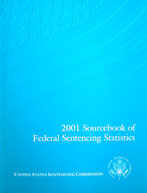 2001 Sourcebook of
Federal Sentencing Statistics
UNITED STATES SENTENCING COMMISSION